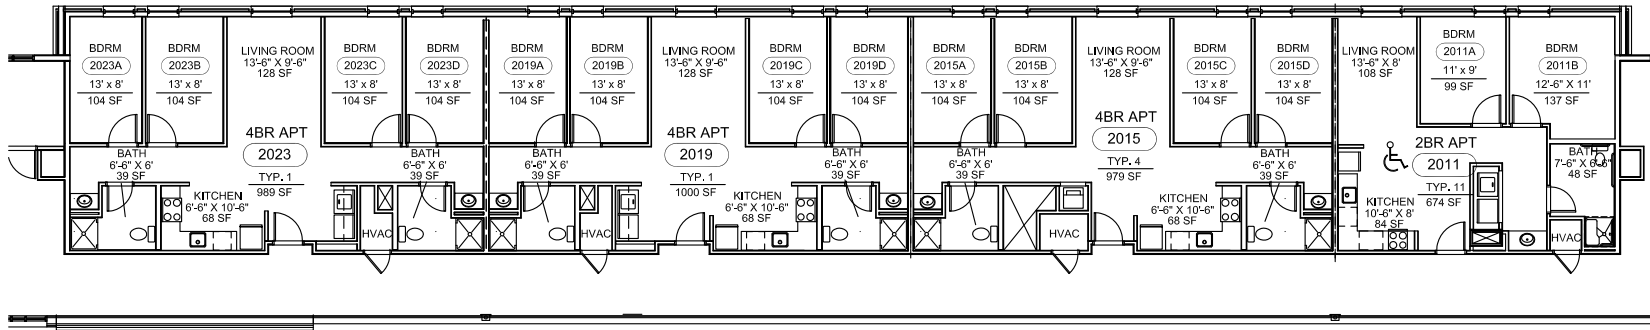 BDRM
2023A
13' x 8'
104 SF
BDRM
2023B
13' x 8'
104 SF
LIVING ROOM
13'-6" X 9'-6"
128 SF
BDRM
2023C
13' x 8'
104 SF
BDRM
2023D
13' x 8'
104 SF
4BR APT
2023
TYP. 1
989 SF
BATH
6'-6" X 6'
39 SF
KITCHEN
6'-6" X 10'-6"
68 SF
BATH
6'-6" X 6'
39 SF
HVAC
BDRM
2019A
13' x 8'
104 SF
BDRM
2019B
13' x 8'
104 SF
LIVING ROOM
13'-6" X 9'-6"
128 SF
BDRM
2019C
13' x 8'
104 SF
BDRM
2019D
13' x 8'
104 SF
4BR APT
2019
TYP. 1
1000 SF
BATH
6'-6" X 6'
39 SF
HVAC
KITCHEN
6'-6" X 10'-6"
68 SF
BATH
6'-6" X 6'
39 SF
BDRM
2015A
13' x 8'
104 SF
BDRM
2015B
13' x 8'
104 SF
LIVING ROOM
13'-6" X 9'-6"
128 SF
BDRM
2015C
13' x 8'
104 SF
BDRM
2015D
13' x 8'
104 SF
4BR APT
2015
TYP. 4
979 SF
BATH
6'-6" X 6'
39 SF
HVAC
KITCHEN
6'-6" X 10'-6"
68 SF
BATH
6'-6" X 6'
39 SF
LIVING ROOM
13'-6" X 8'
108 SF
BDRM
2011A
11' x 9'
99 SF
BDRM
2011B
12'-6" X 11'
137 SF
2BR APT
2011
TYP. 11
674 SF
KITCHEN
10'-6" X 8'
84 SF
BATH
7'-6" X 6'-6"
48 SF
HVAC